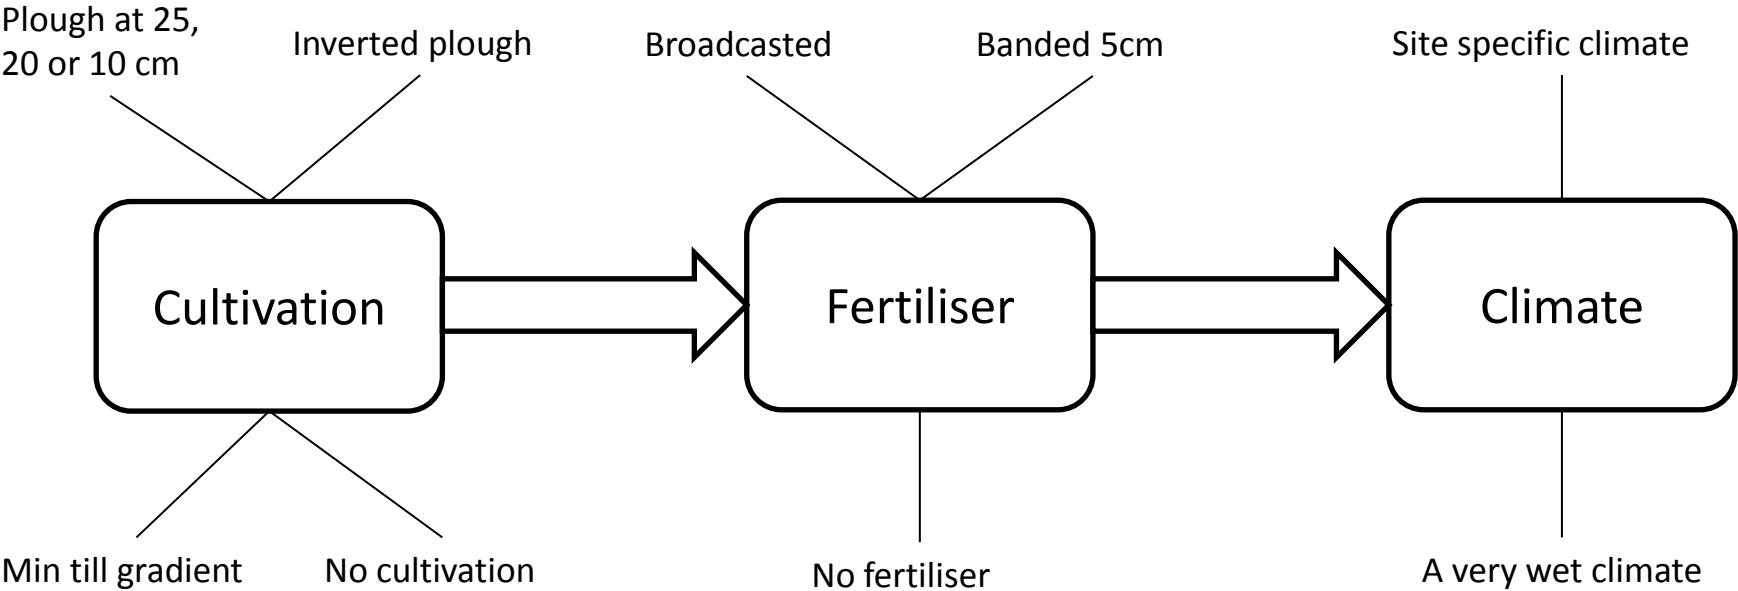 Plough at 25,
20 or 10 cm
Inverted plough
Broadcasted
Banded 5cm
Site specific climate
Cultivation
Fertiliser
Climate
Min till gradient
No cultivation
No fertiliser
A very wet climate